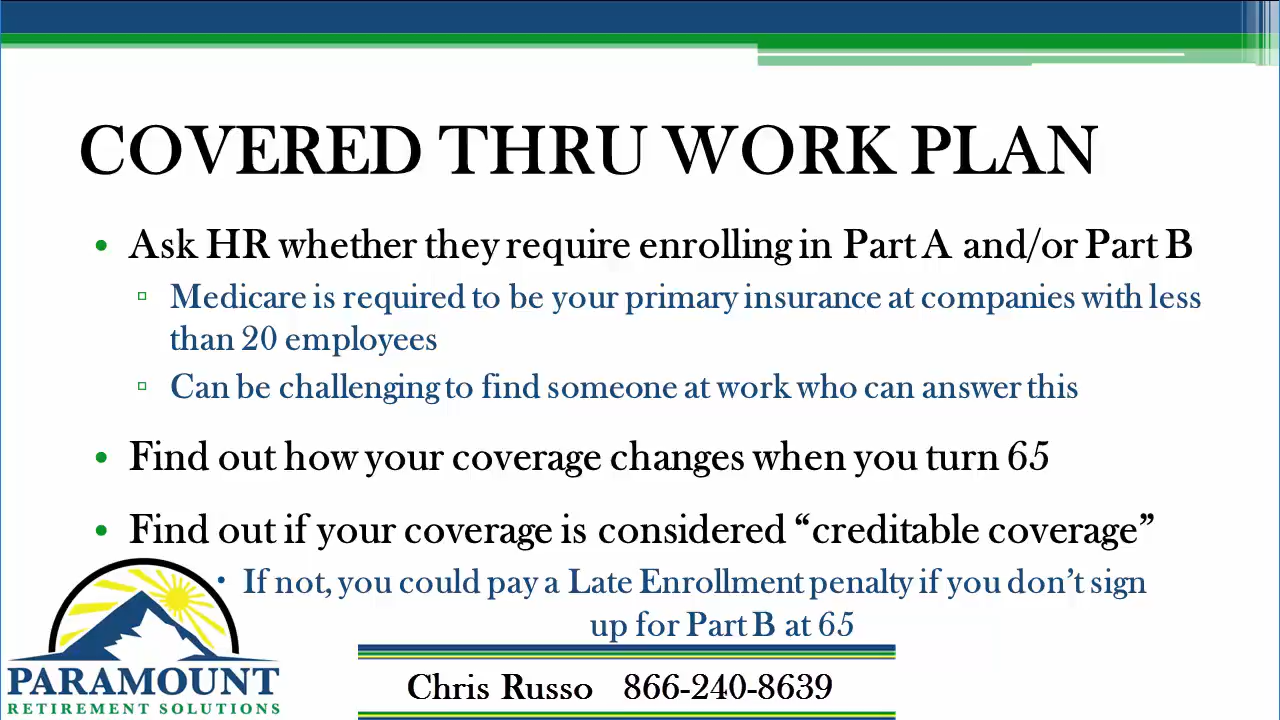 COVERED THRU WORK PLAN
• Ask HR whether they require enrolling in Part A and/or Part B
▫ Medicare is required to be your primary insurance at companies with less
than 20 employees
▫ Can be challenging to find someone at work who can answer this
• Find out how your coverage changes when you turn 65
• Find out if your coverage is considered “creditable coverage”
• If not, you could pay a Late Enrollment penalty if you don’t sign
up for Part B at 65
PARAMOUNT
RETIREMENT SOLUTIONS
Chris Russo 866-240-8639